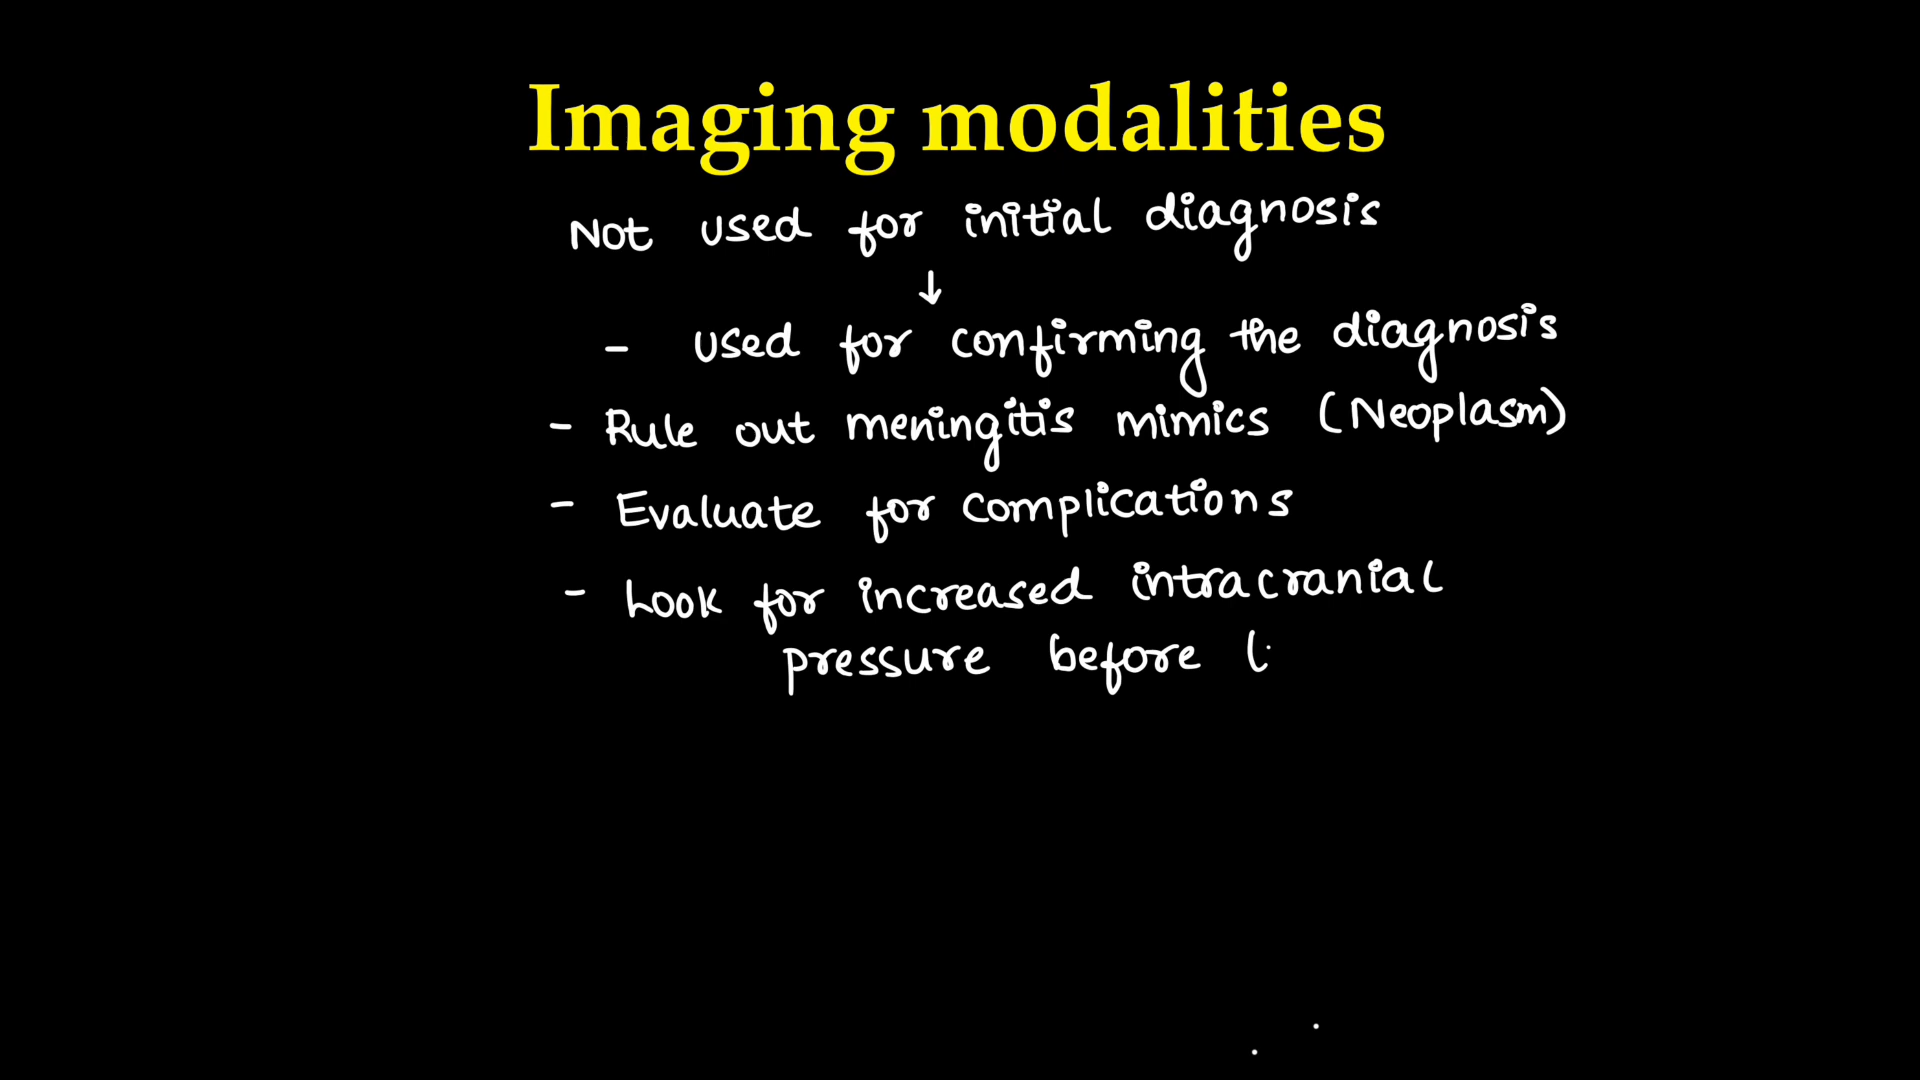 Imaging modalities
Not used for initial diagnosis
↓
- used for confirming the diagnosis
- Rule out meningitis mimics (Neoplasm)
- Evaluate for complications
- Look for increased intracranial
pressure before l